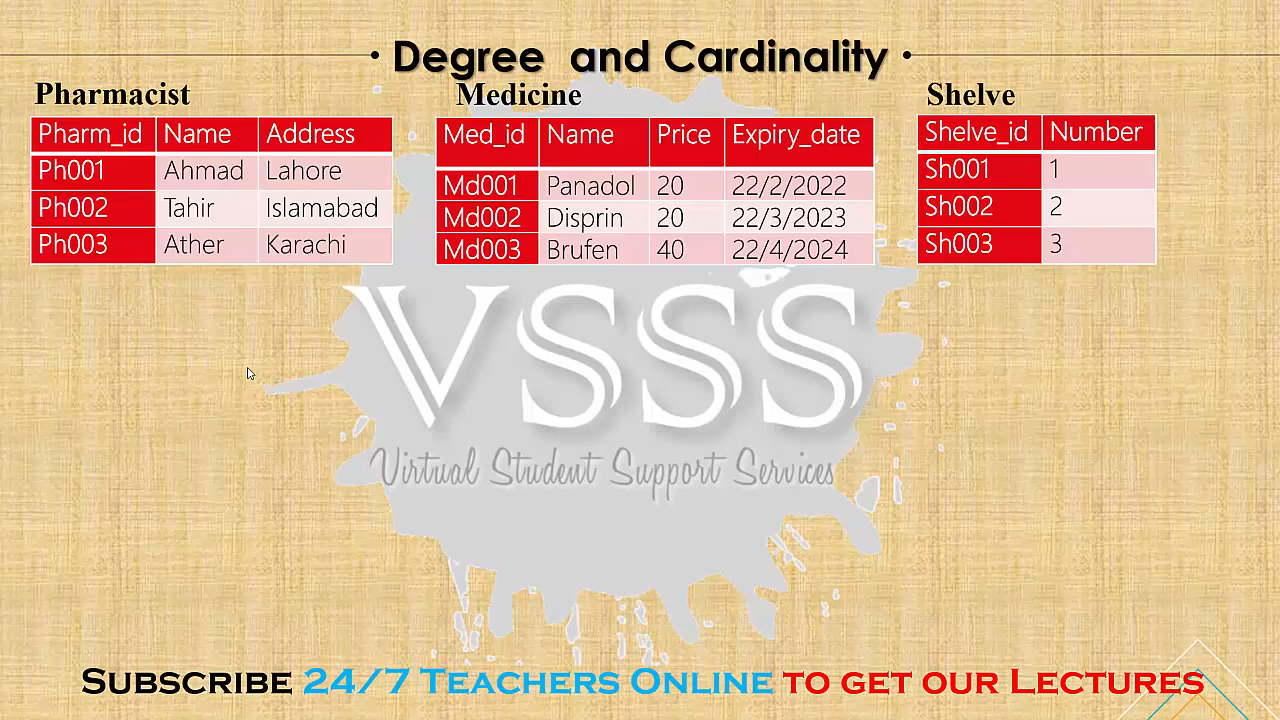 • Degree and Cardinality •
Pharmacist
Pharm_id Name Address
Ph001 Ahmad Lahore
Ph002 Tahir Islamabad
Ph003 Ather Karachi
Medicine
Med_id Name Price Expiry_date
Md001 Panadol 20 22/2/2022
Md002 Disprin 20 22/3/2023
Md003 Brufen 40 22/4/2024
Shelve
Shelve_id Number
Sh001 1
Sh002 2
Sh003 3
VSSS
Virtual Student Support Services
Subscribe 24/7 Teachers Online to get our Lectures